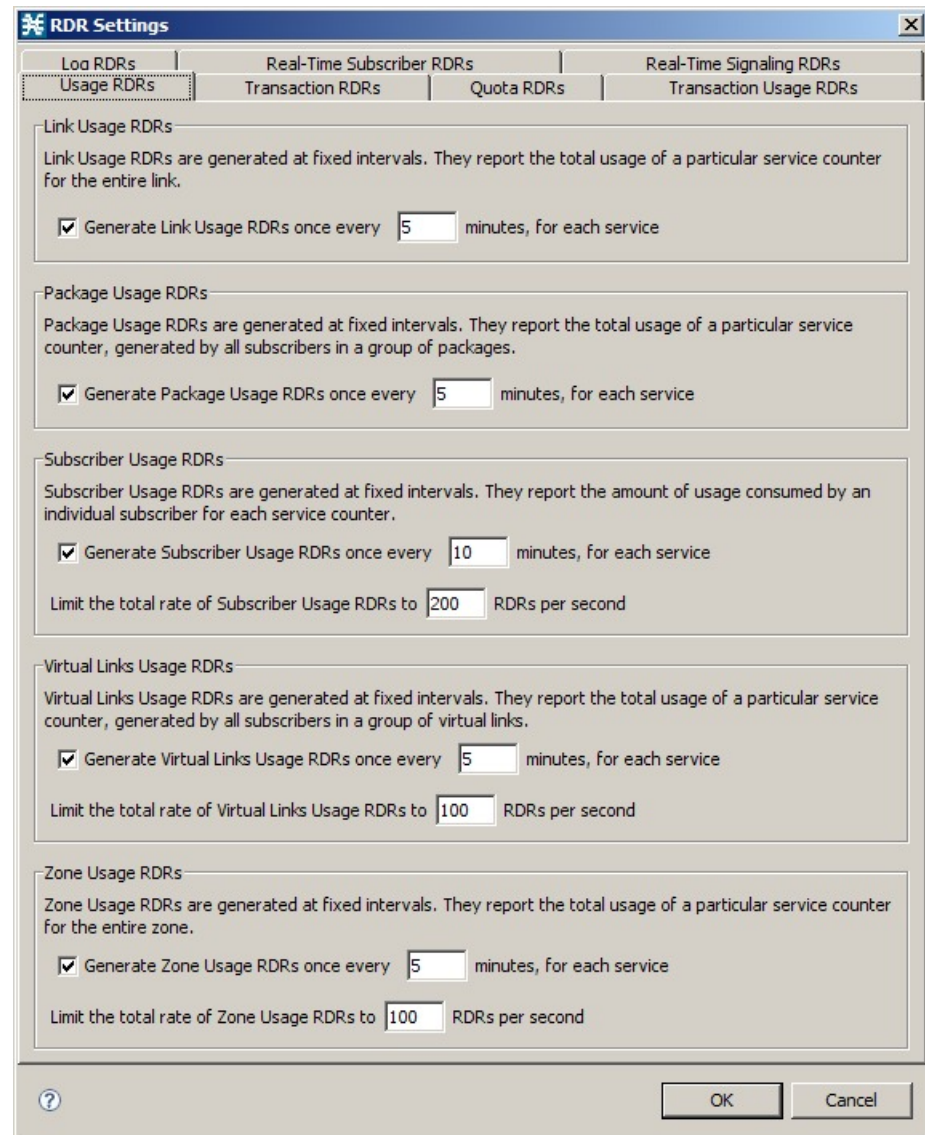 RDR Settings
Log RDRs
Real-Time Subscriber RDRs
Real-Time Signaling RDRs
Usage RDRs
Transaction RDRs
Quota RDRs
Transaction Usage RDRs
Link Usage RDRs
Link Usage RDRs are generated at fixed intervals. They report the total usage of a particular service counter
for the entire link.
Generate Link Usage RDRs once every 5 minutes, for each service
Package Usage RDRs
Package Usage RDRs are generated at fixed intervals. They report the total usage of a particular service
counter, generated by all subscribers in a group of packages.
Generate Package Usage RDRs once every 5 minutes, for each service
Subscriber Usage RDRs
Subscriber Usage RDRs are generated at fixed intervals. They report the amount of usage consumed by an
individual subscriber for each service counter.
Generate Subscriber Usage RDRs once every 10 minutes, for each service
Limit the total rate of Subscriber Usage RDRs to 200 RDRs per second
Virtual Links Usage RDRs
Virtual Links Usage RDRs are generated at fixed intervals. They report the total usage of a particular service
counter, generated by all subscribers in a group of virtual links.
Generate Virtual Links Usage RDRs once every 5 minutes, for each service
Limit the total rate of Virtual Links Usage RDRs to 100 RDRs per second
Zone Usage RDRs
Zone Usage RDRs are generated at fixed intervals. They report the total usage of a particular service counter
for the entire zone.
Generate Zone Usage RDRs once every 5 minutes, for each service
Limit the total rate of Zone Usage RDRs to 100 RDRs per second
?
OK
Cancel